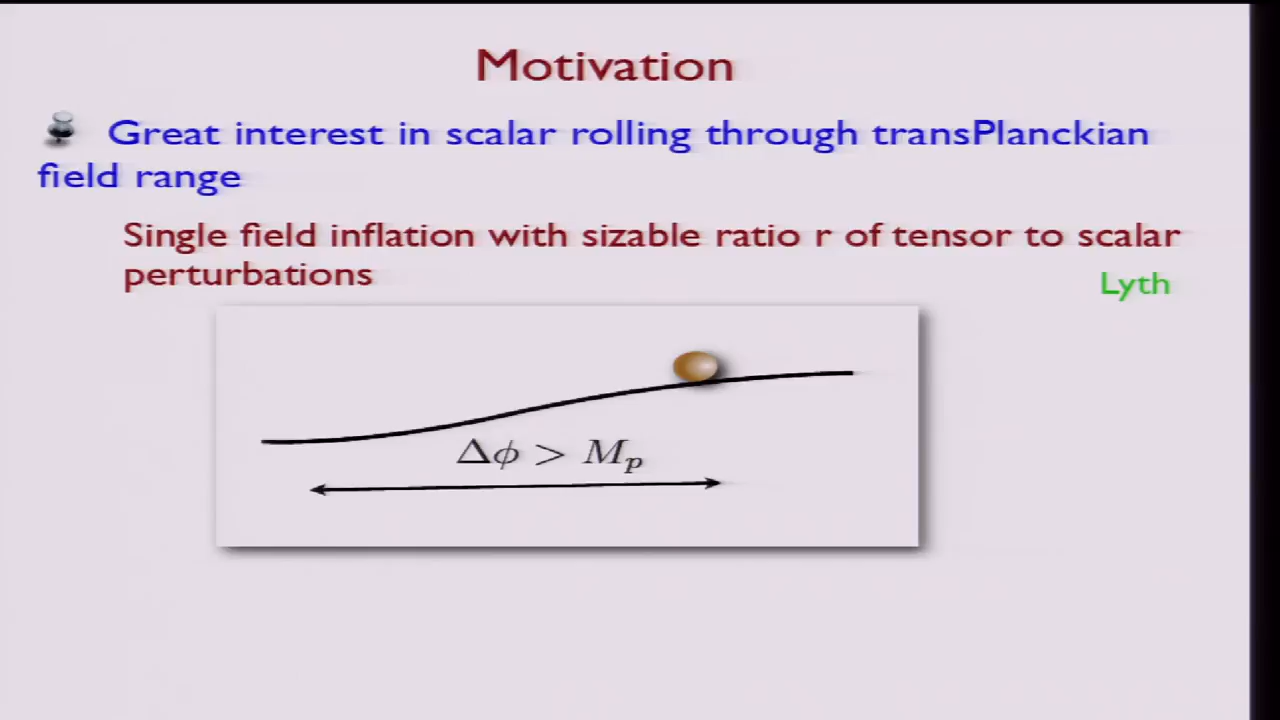 Motivation
Great interest in scalar rolling through transPlanckian
field range
Single field inflation with sizable ratio r of tensor to scalar
perturbations
Lyth
Δϕ > Mₚ